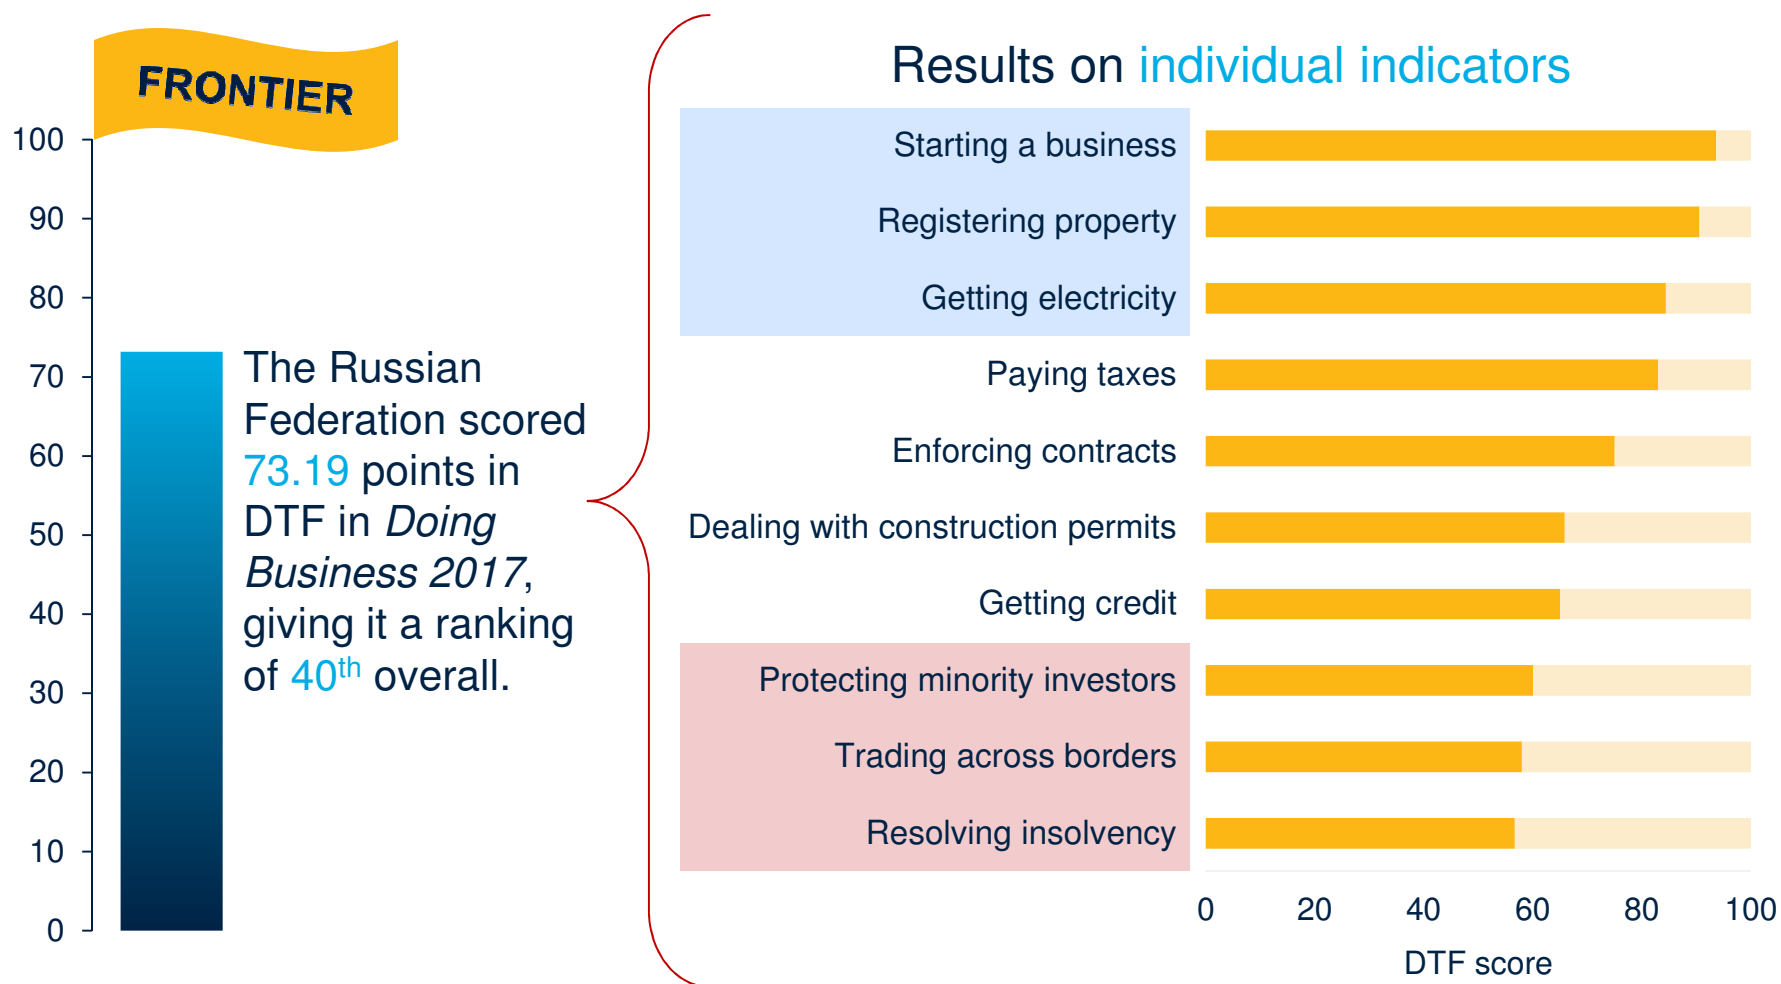 FRONTIER
100
90
80
70
60
50
40
30
20
10
0
The Russian
Federation scored
73.19 points in
DTF in Doing
Business 2017,
giving it a ranking
of 40th overall.
Results on individual indicators
Starting a business
Registering property
Getting electricity
Paying taxes
Enforcing contracts
Dealing with construction permits
Getting credit
Protecting minority investors
Trading across borders
Resolving insolvency
0 20 40 60 80 100
DTF score